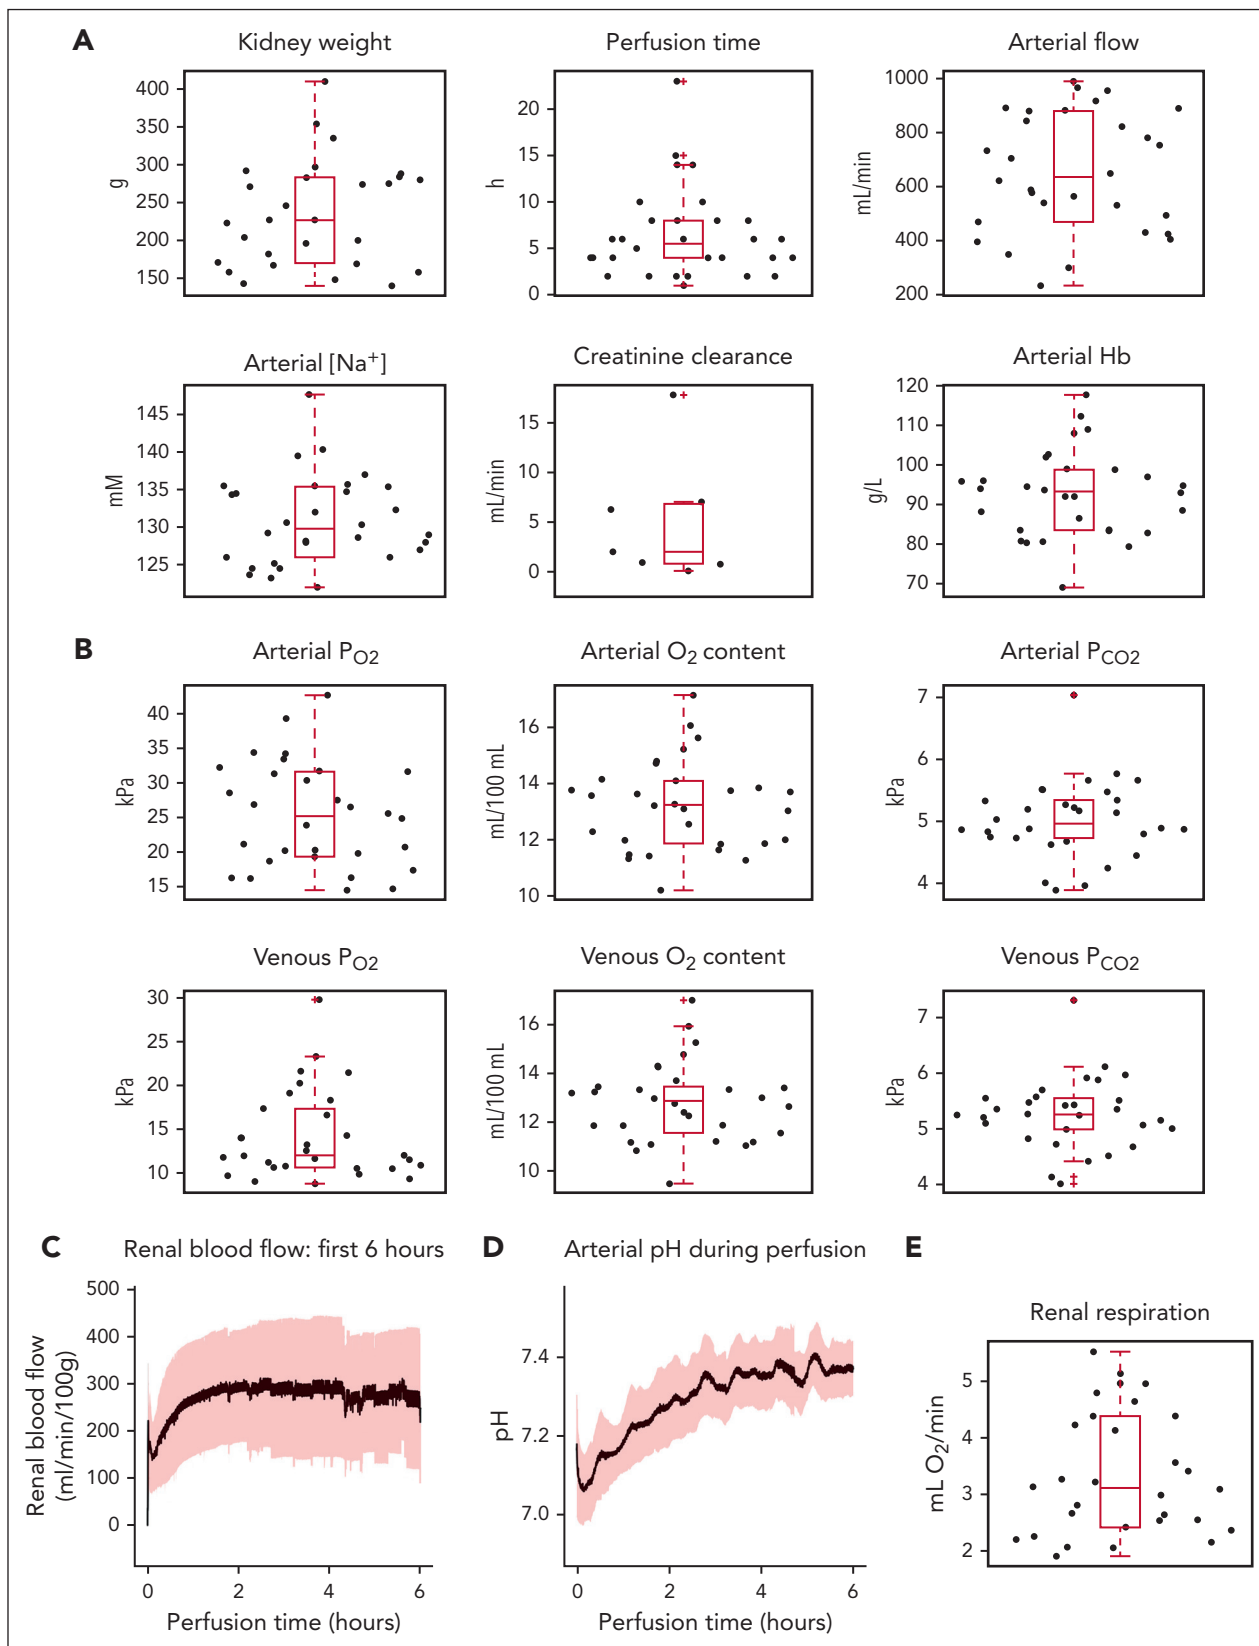 A
Kidney weight
Perfusion time
Arterial flow
g
400
350
300
250
200
150
h
20
15
10
5
0
mL/min
1000
800
600
400
200
Arterial [Na+]
Creatinine clearance
Arterial Hb
mM
145
140
135
130
125
mL/min
15
10
5
0
g/L
120
110
100
90
80
70
B
Arterial PO2
Arterial O2 content
Arterial PCO2
kPa
40
35
30
25
20
15
mL/100 mL
16
14
12
10
kPa
7
6
5
4
Venous PO2
Venous O2 content
Venous PCO2
kPa
30
25
20
15
10
mL/100 mL
16
14
12
10
kPa
7
6
5
4
C
Renal blood flow: first 6 hours
Renal blood flow
(ml/min/100g)
500
400
300
200
100
0
0 2 4 6
Perfusion time (hours)
D
Arterial pH during perfusion
pH
7.4
7.2
7.0
0 2 4 6
Perfusion time (hours)
E
Renal respiration
mL O2/min
5
4
3
2